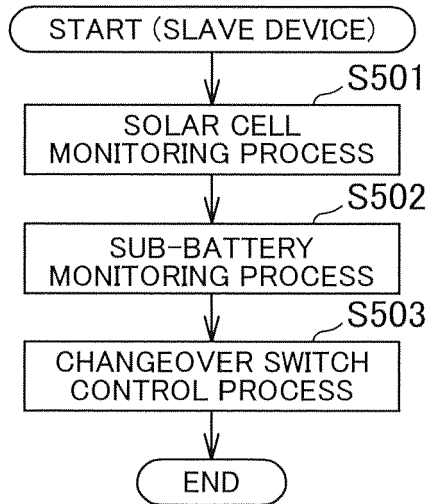 START (SLAVE DEVICE)
S501
SOLAR CELL
MONITORING PROCESS
S502
SUB-BATTERY
MONITORING PROCESS
S503
CHANGEOVER SWITCH
CONTROL PROCESS
END